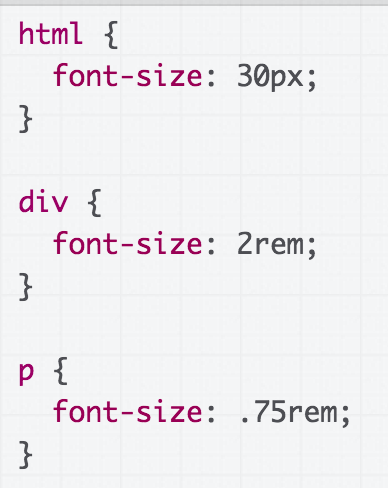 html {
  font-size: 30px;
}

div {
  font-size: 2rem;
}

p {
  font-size: .75rem;
}